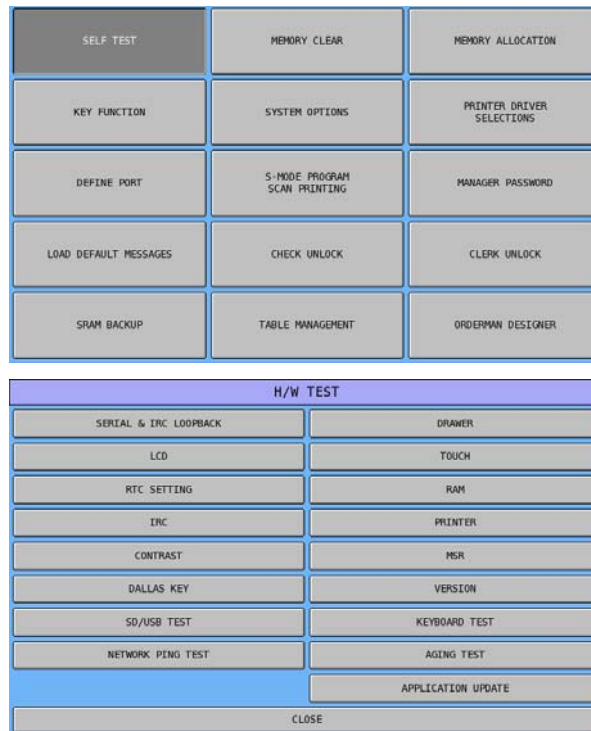 SELF TEST
MEMORY CLEAR
MEMORY ALLOCATION
KEY FUNCTION
SYSTEM OPTIONS
PRINTER DRIVER
SELECTIONS
DEFINE PORT
S-MODE PROGRAM
SCAN PRINTING
MANAGER PASSWORD
LOAD DEFAULT MESSAGES
CHECK UNLOCK
CLERK UNLOCK
SRAM BACKUP
TABLE MANAGEMENT
ORDERMAN DESIGNER
H/W TEST
SERIAL & IRC LOOPBACK
DRAWER
LCD
TOUCH
RTC SETTING
RAM
IRC
PRINTER
CONTRAST
MSR
DALLAS KEY
VERSION
SD/USB TEST
KEYBOARD TEST
NETWORK PING TEST
AGING TEST
APPLICATION UPDATE
CLOSE